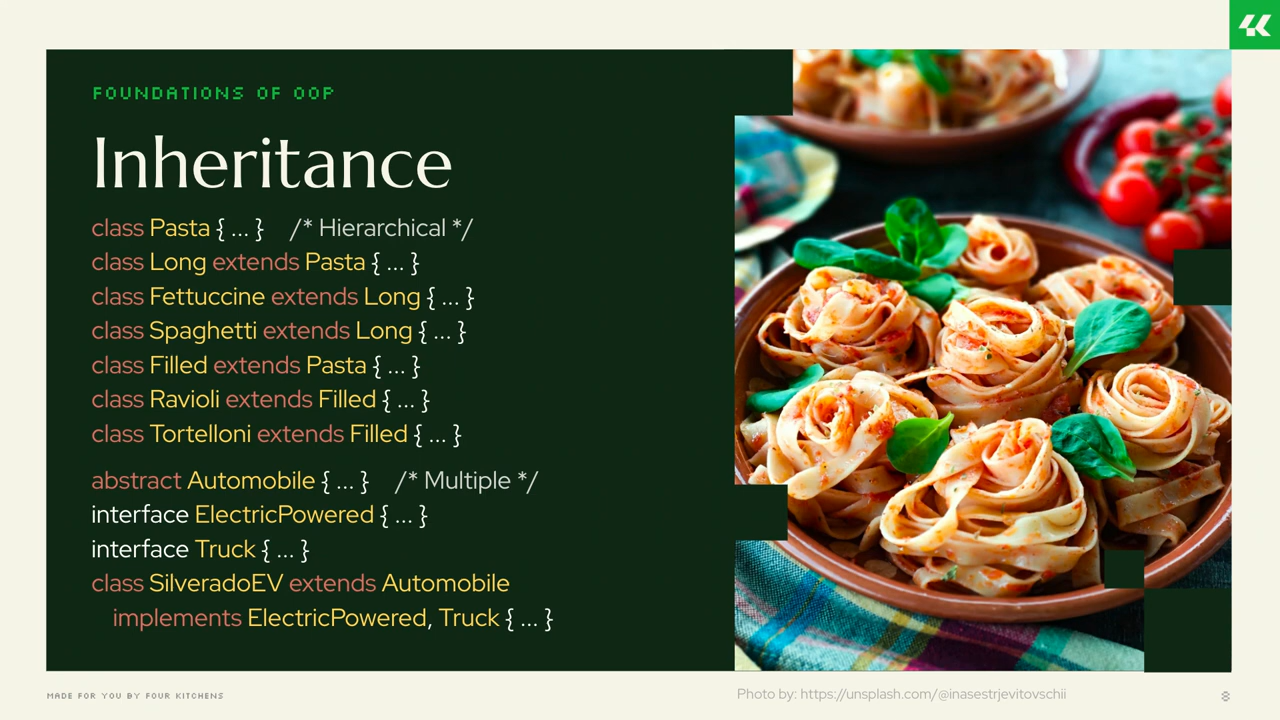 FOUNDATIONS OF OOP
Inheritance
class Pasta { ... }    /* Hierarchical */
class Long extends Pasta { ... }
class Fettuccine extends Long { ... }
class Spaghetti extends Long { ... }
class Filled extends Pasta { ... }
class Ravioli extends Filled { ... }
class Tortelloni extends Filled { ... }
abstract Automobile { ... }    /* Multiple */
interface ElectricPowered { ... }
interface Truck { ... }
class SilveradoEV extends Automobile
implements ElectricPowered, Truck { ... }
MADE FOR YOU BY FOUR KITCHENS
Photo by: https://unsplash.com/@inasestrjevitovschii
8